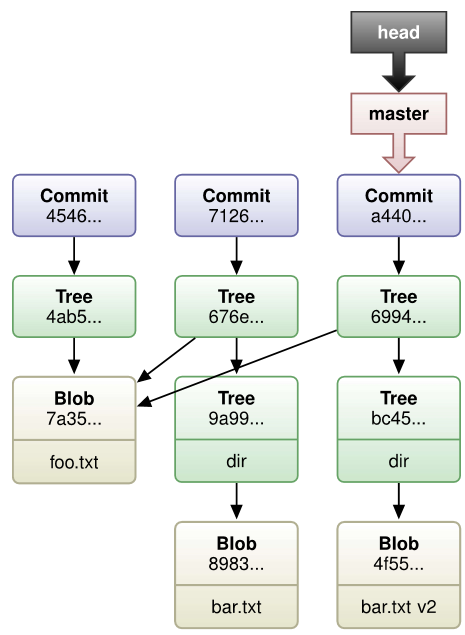 head
master
Commit
4546...
Commit
7126...
Commit
a440...
Tree
4ab5...
Tree
676e...
Tree
6994...
Blob
7a35...
foo.txt
Tree
9a99...
dir
Tree
bc45...
dir
Blob
8983...
bar.txt
Blob
4f55...
bar.txt v2